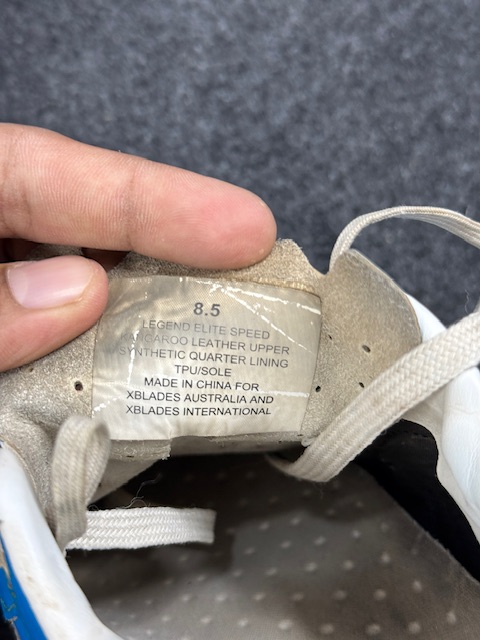 8.5
LEGEND ELITE SPEED
KANGAROO LEATHER UPPER
SYNTHETIC QUARTER LINING
TPU/SOLE
MADE IN CHINA FOR
XBLADES AUSTRALIA AND
XBLADES INTERNATIONAL